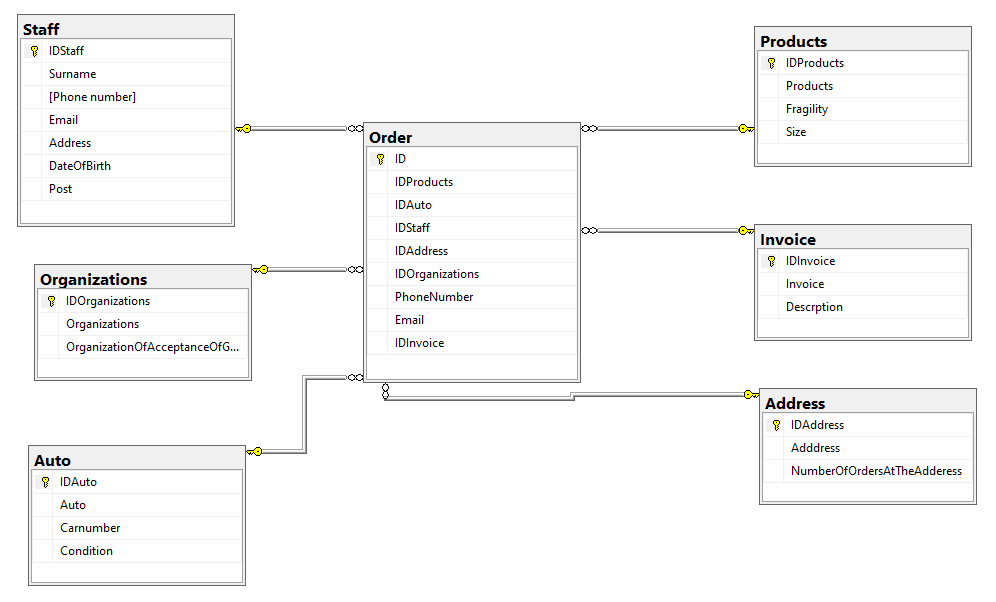 Staff
IDStaff
Surname
[Phone number]
Email
Address
DateOfBirth
Post
Organizations
IDOrganizations
Organizations
OrganizationOfAcceptanceOfG...
Auto
IDAuto
Auto
Carnumber
Condition
Order
ID
IDProducts
IDAuto
IDStaff
IDAddress
IDOrganizations
PhoneNumber
Email
IDInvoice
Products
IDProducts
Products
Fragility
Size
Invoice
IDInvoice
Invoice
Descrption
Address
IDAddress
Adddress
NumberOfOrdersAtTheAdderess